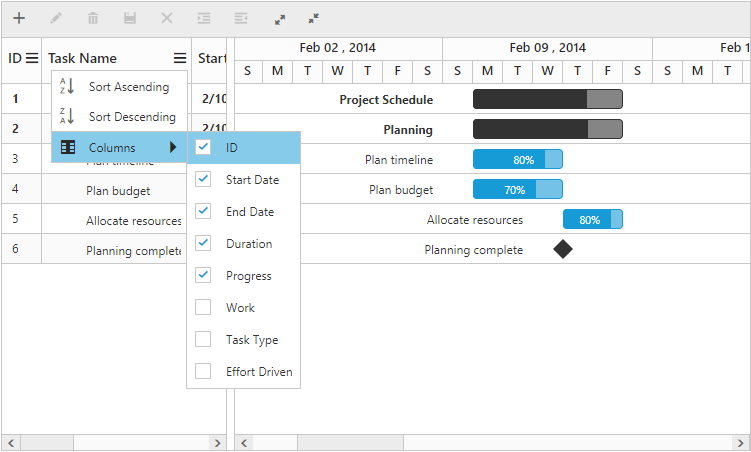 Feb 02 , 2014 Feb 09 , 2014 Feb 1
ID Task Name Start
S M T W T F S S M T W T F S S M T
Sort Ascending
Sort Descending
Columns
ID
Start Date
End Date
Duration
Progress
Work
Task Type
Effort Driven
1 2/10 Project Schedule
2 2/10 Planning
3 Plan timeline Plan timeline 80%
4 Plan budget Plan budget 70%
5 Allocate resources Allocate resources 80%
6 Planning complete Planning complete